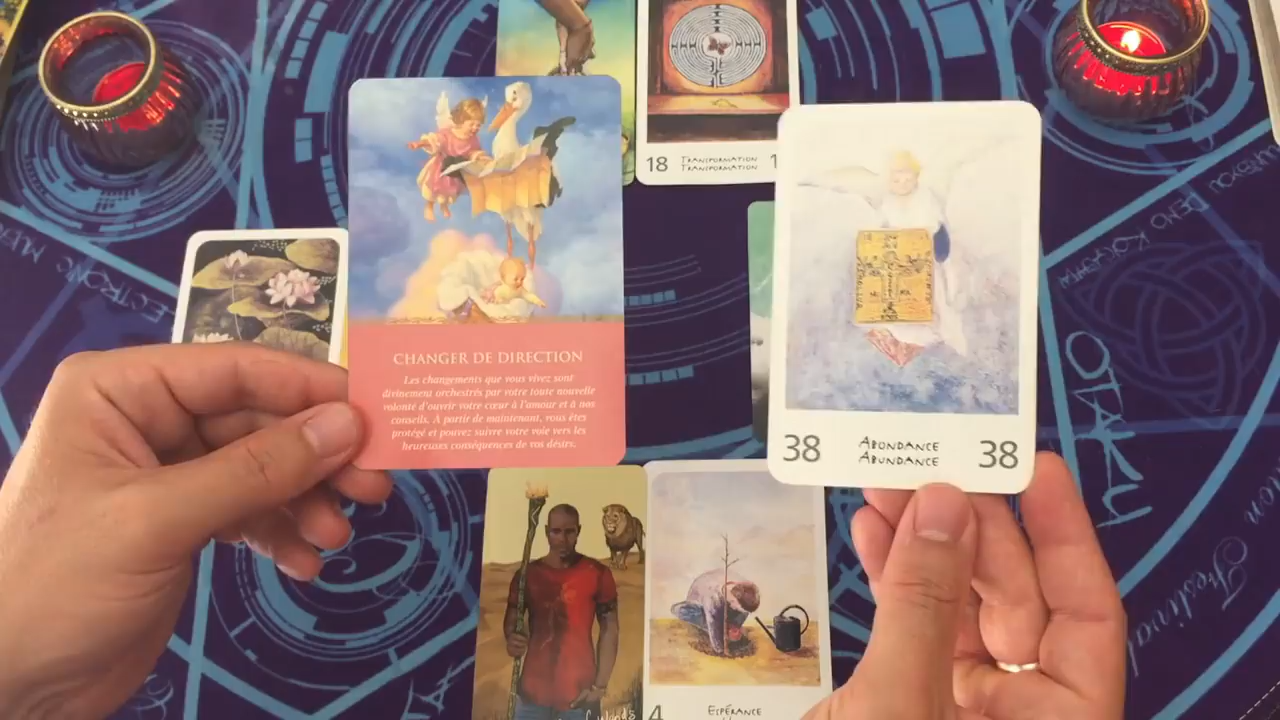 18 TRANSFORMATION 1
TRANSFORMATION
CHANGER DE DIRECTION
Les changements que vous vivez sont
divinement orchestrés par votre toute nouvelle
volonté d'ouvrir votre cœur à l'amour et à nos
conseils. À partir de maintenant, vous êtes
protégé et pouvez suivre votre voie vers les
heureuses conséquences de vos désirs.
38 ABONDANCE 38
ABUNDANCE
OTAKU
Festival
4 ESPÉRANCE